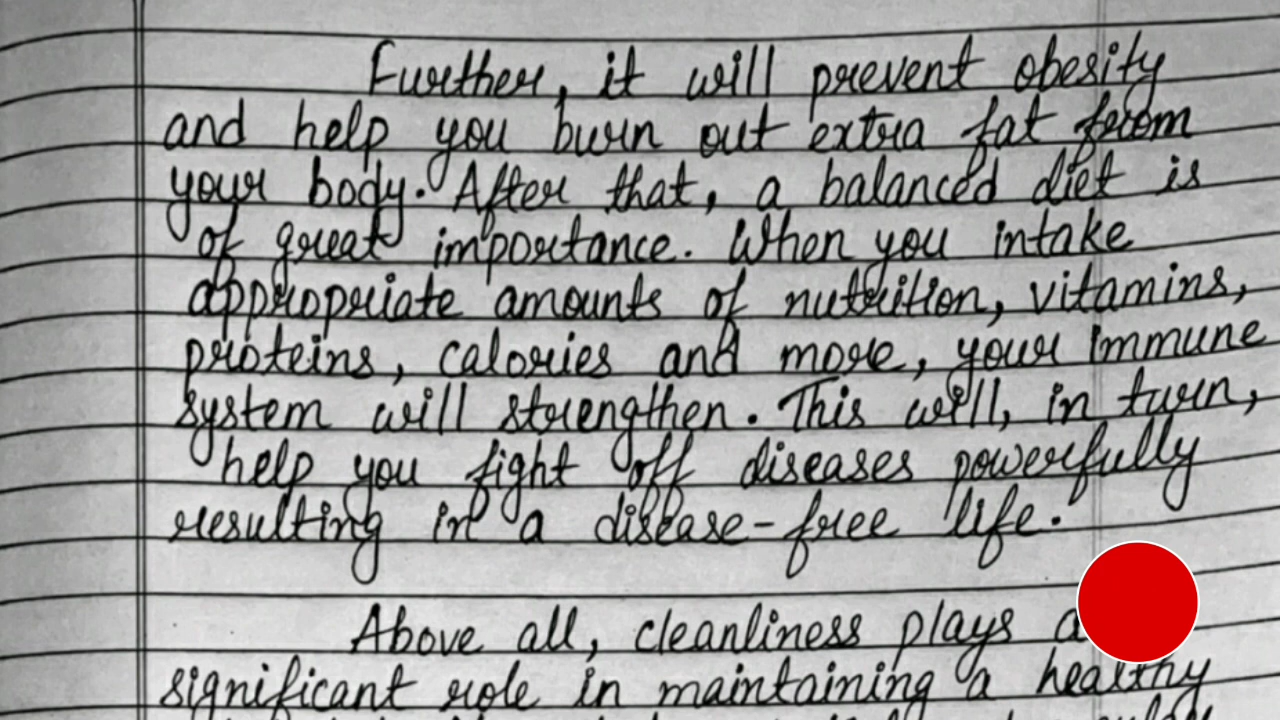 Further, it will prevent obesity
and help you burn out extra fat from
your body. After that, a balanced diet is
of great importance. When you intake
appropriate amounts of nutrition, vitamins,
proteins, calories and more, your immune
system will strengthen. This will, in turn,
help you fight off diseases powerfully
resulting in a disease-free life.
Above all, cleanliness plays a
significant role in maintaining a healthy